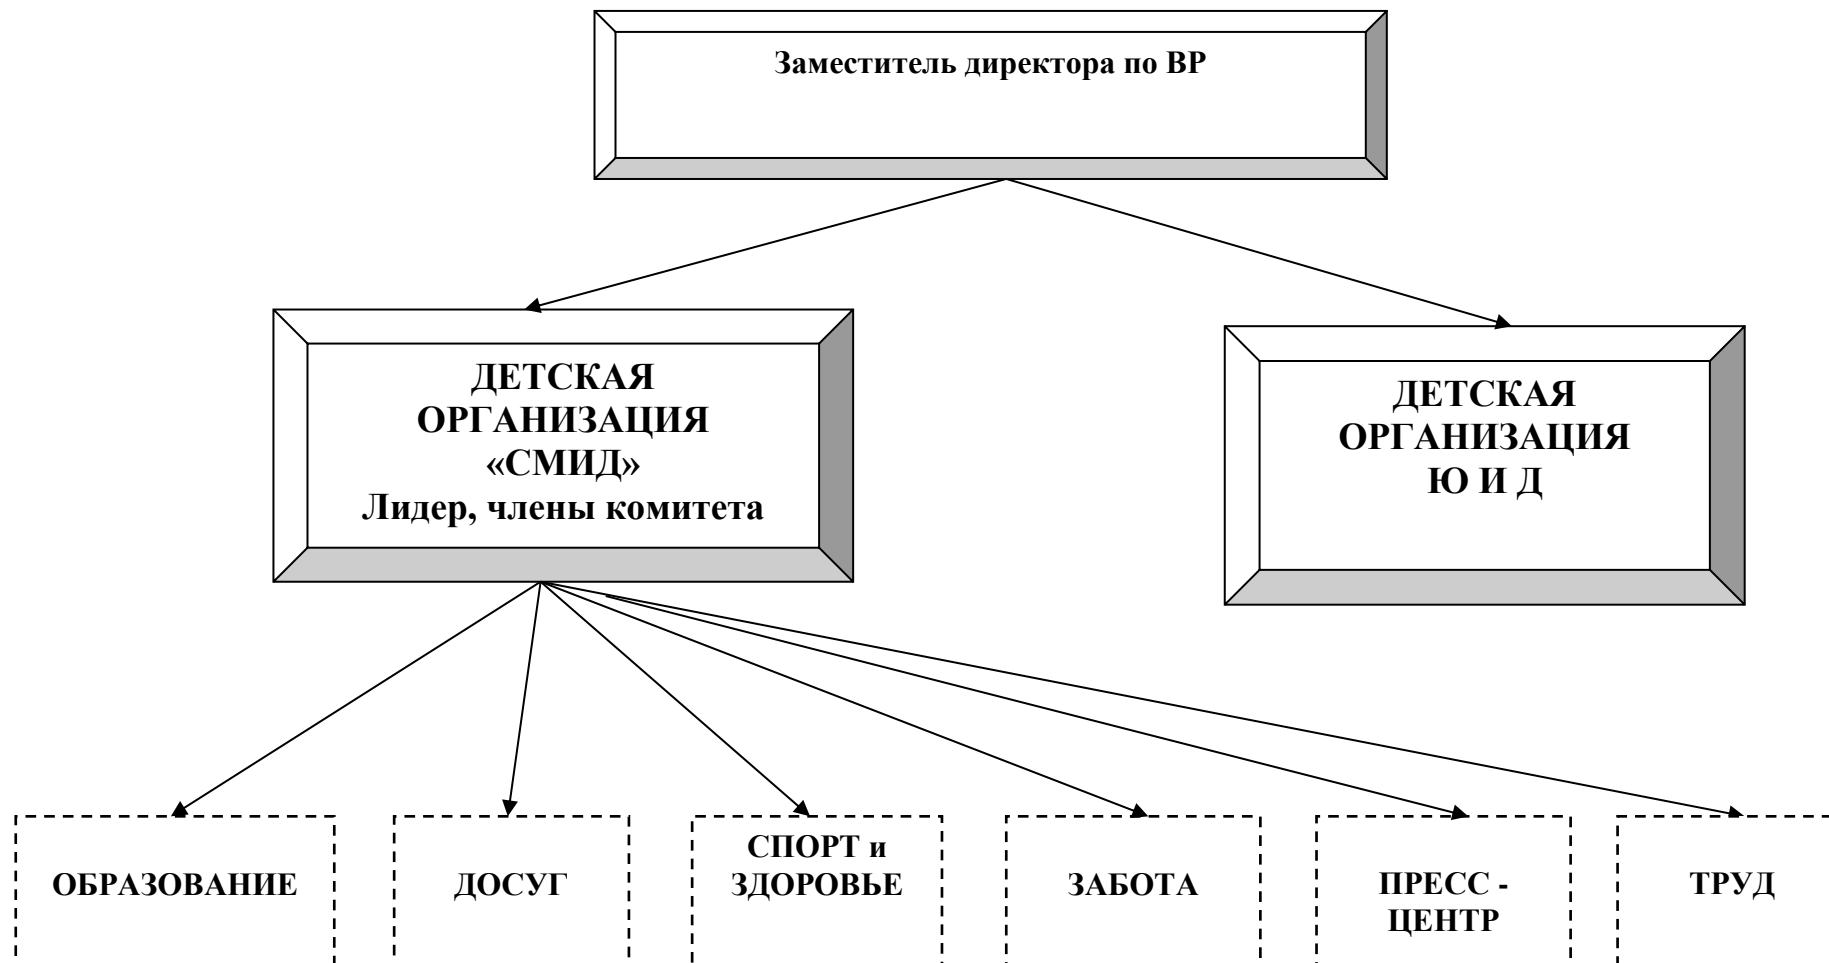 Заместитель директора по ВР
ДЕТСКАЯ
ОРГАНИЗАЦИЯ
«СМИД»
Лидер, члены комитета
ДЕТСКАЯ
ОРГАНИЗАЦИЯ
Ю И Д
ОБРАЗОВАНИЕ
ДОСУГ
СПОРТ и
ЗДОРОВЬЕ
ЗАБОТА
ПРЕСС -
ЦЕНТР
ТРУД